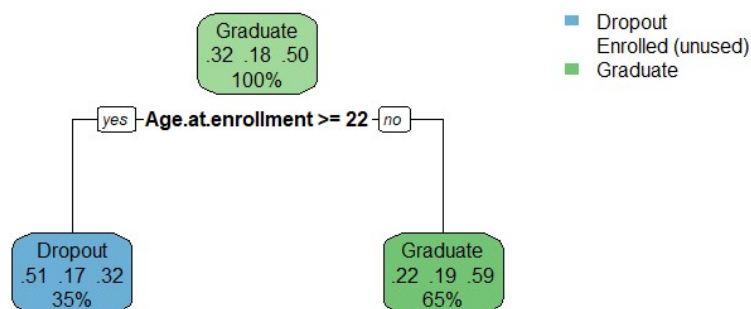 Graduate
.32 .18 .50
100%
Dropout
Enrolled (unused)
Graduate
yes Age.at.enrollment >= 22 no
Dropout
.51 .17 .32
35%
Graduate
.22 .19 .59
65%